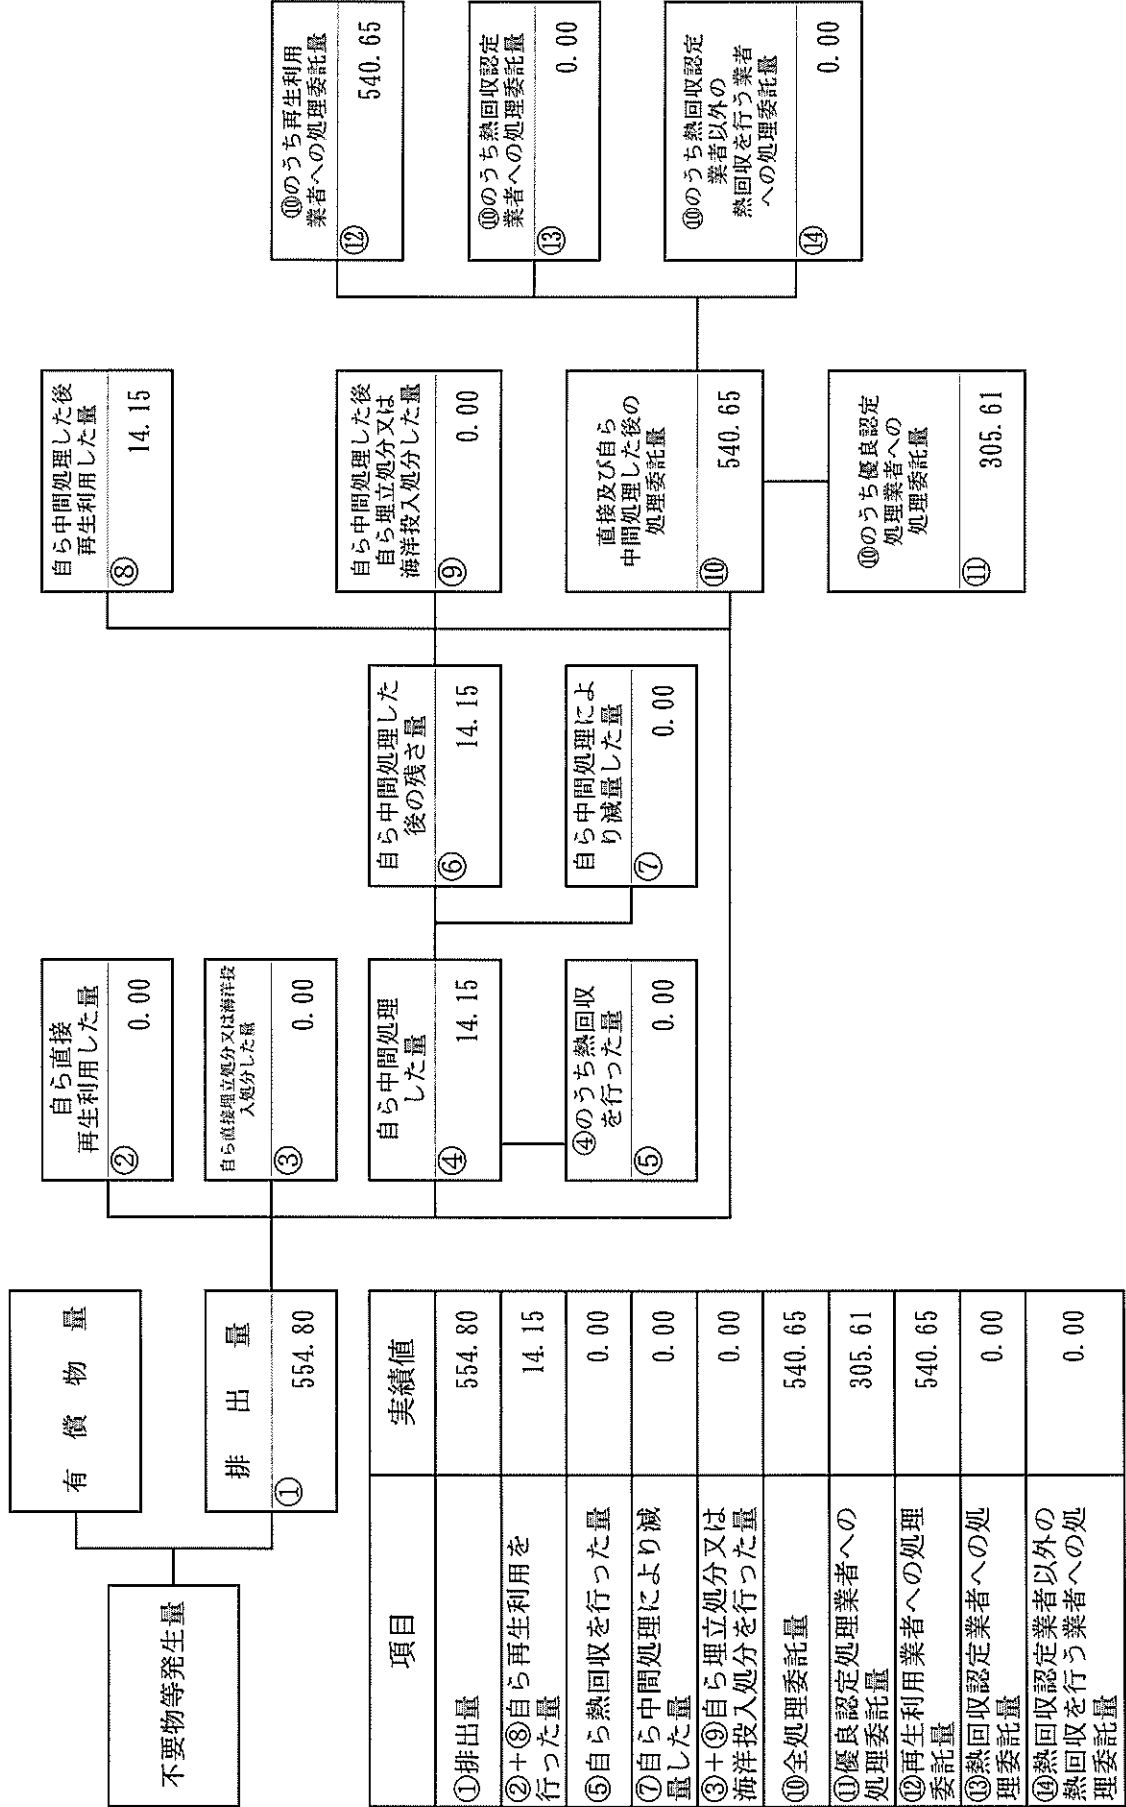 不要物等発生量
有償物量
排出量
① 554.80
自ら直接
再生利用した量
② 0.00
自ら直接埋立処分又は海洋投
入処分した量
③ 0.00
自ら中間処理
した量
④ 14.15
④のうち熱回収
を行った量
⑤ 0.00
自ら中間処理した
後の残さ量
⑥ 14.15
自ら中間処理によ
り減量した量
⑦ 0.00
自ら中間処理した後
再生利用した量
⑧ 14.15
自ら中間処理した後
自ら埋立処分又は
海洋投入処分した量
⑨ 0.00
直接及び自ら
中間処理した後の
処理委託量
⑩ 540.65
⑩のうち優良認定
処理業者への
処理委託量
⑪ 305.61
⑩のうち再生利用
業者への処理委託量
⑫ 540.65
⑩のうち熱回収認定
業者への処理委託量
⑬ 0.00
⑩のうち熱回収認定
業者以外の
熱回収を行う業者
への処理委託量
⑭ 0.00
項目 実績値
①排出量 554.80
②+⑧自ら再生利用を
行った量 14.15
⑤自ら熱回収を行った量 0.00
⑦自ら中間処理により減
量した量 0.00
③+⑨自ら埋立処分又は
海洋投入処分を行った量 0.00
⑩全処理委託量 540.65
⑪優良認定処理業者への
処理委託量 305.61
⑫再生利用業者への処理
委託量 540.65
⑬熱回収認定業者への処
理委託量 0.00
⑭熱回収認定業者以外の
熱回収を行う業者への処
理委託量 0.00